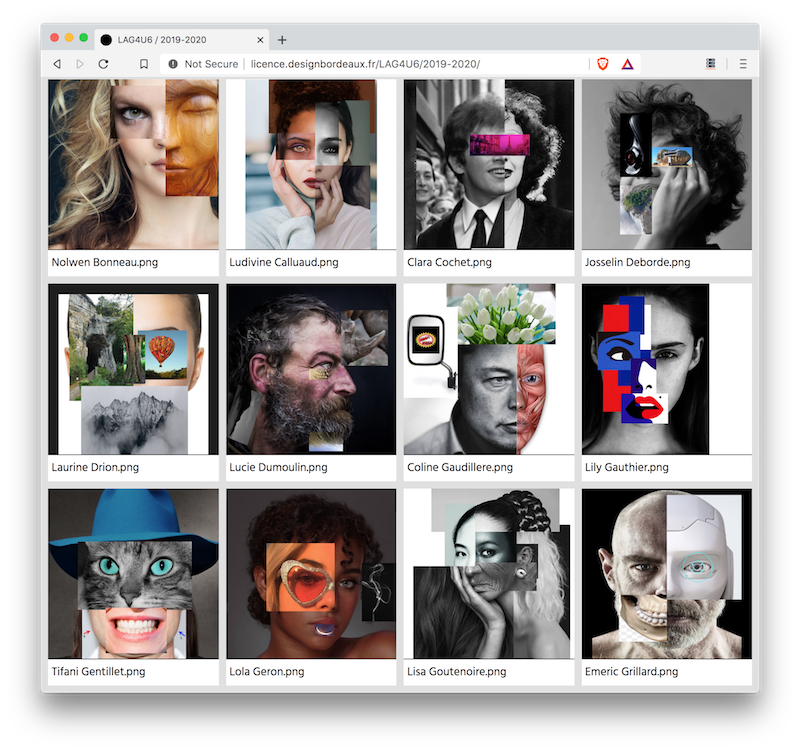 LAG4U6 / 2019-2020
Not Secure
licence.designbordeaux.fr/LAG4U6/2019-2020/
Nolwen Bonneau.png
Ludivine Calluaud.png
Clara Cochet.png
Josselin Deborde.png
Laurine Drion.png
Lucie Dumoulin.png
Coline Gaudillere.png
Lily Gauthier.png
Tifani Gentillet.png
Lola Geron.png
Lisa Goutenoire.png
Emeric Grillard.png